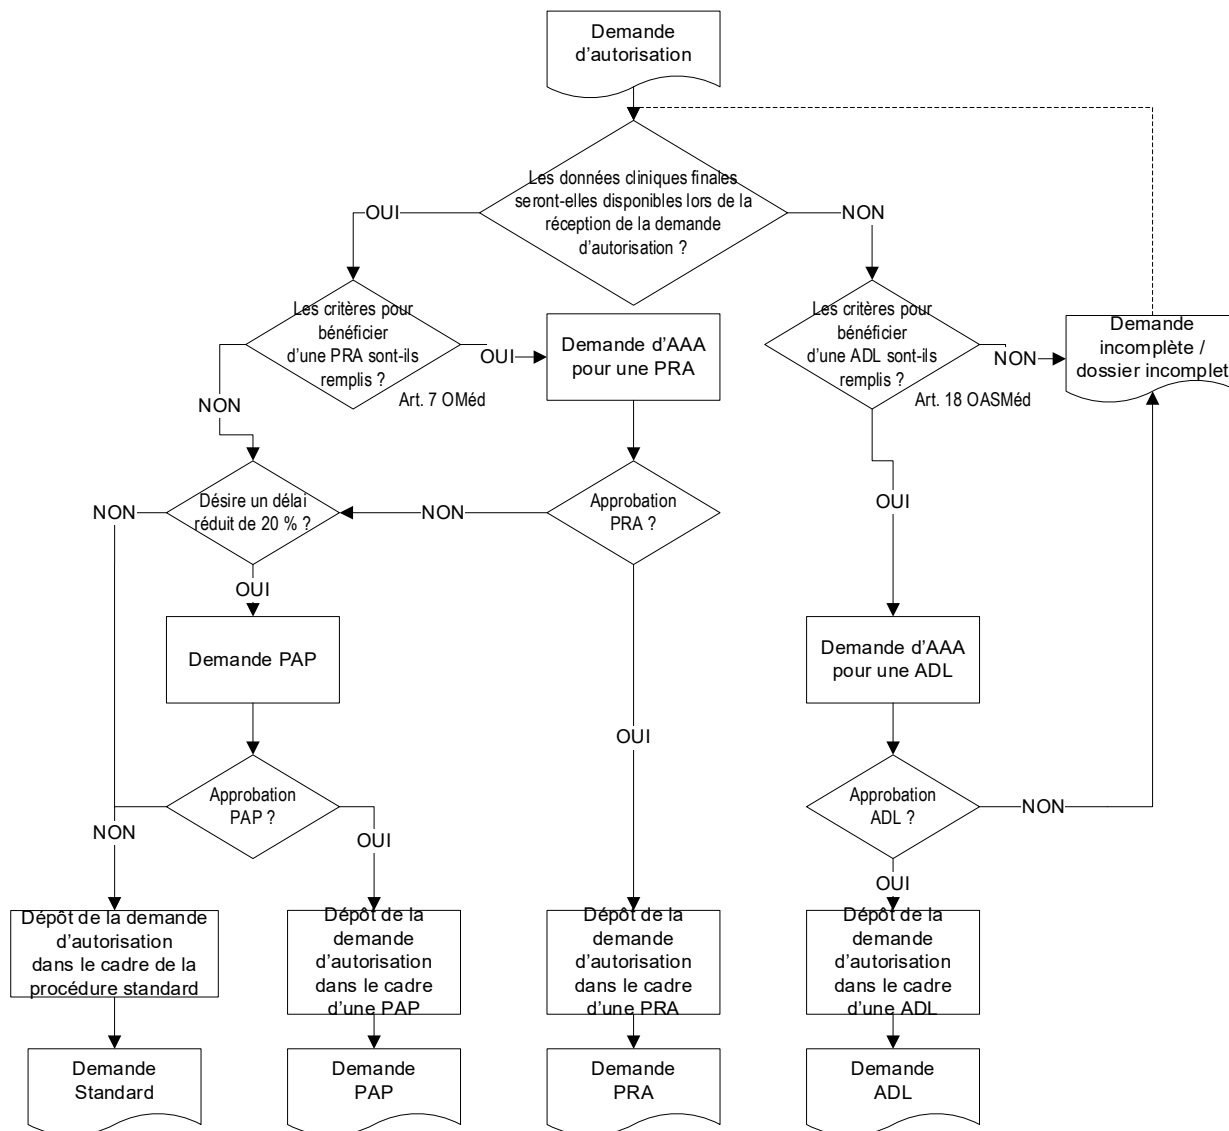 Demande
d'autorisation
Les données cliniques finales
seront-elles disponibles lors de la
réception de la demande
d'autorisation ?
OUI
NON
Les critères pour
bénéficier
d'une PRA sont-ils
remplis ?
OUI
Art. 7 OMéd
NON
Demande d'AAA
pour une PRA
Les critères pour
bénéficier
d'une ADL sont-ils
remplis ?
NON
Art. 18 OASMéd
Demande
incomplète /
dossier incomplet
Désire un délai
réduit de 20 % ?
NON
NON
Approbation
PRA ?
OUI
OUI
Demande PAP
Demande d'AAA
pour une ADL
OUI
Approbation
PAP ?
NON
OUI
Approbation
ADL ?
NON
OUI
Dépôt de la demande
d'autorisation
dans le cadre de la
procédure standard
Dépôt de la
demande
d'autorisation
dans le cadre
d'une PAP
Dépôt de la
demande
d'autorisation
dans le cadre
d'une PRA
Dépôt de la
demande
d'autorisation
dans le cadre
d'une ADL
Demande
Standard
Demande
PAP
Demande
PRA
Demande
ADL